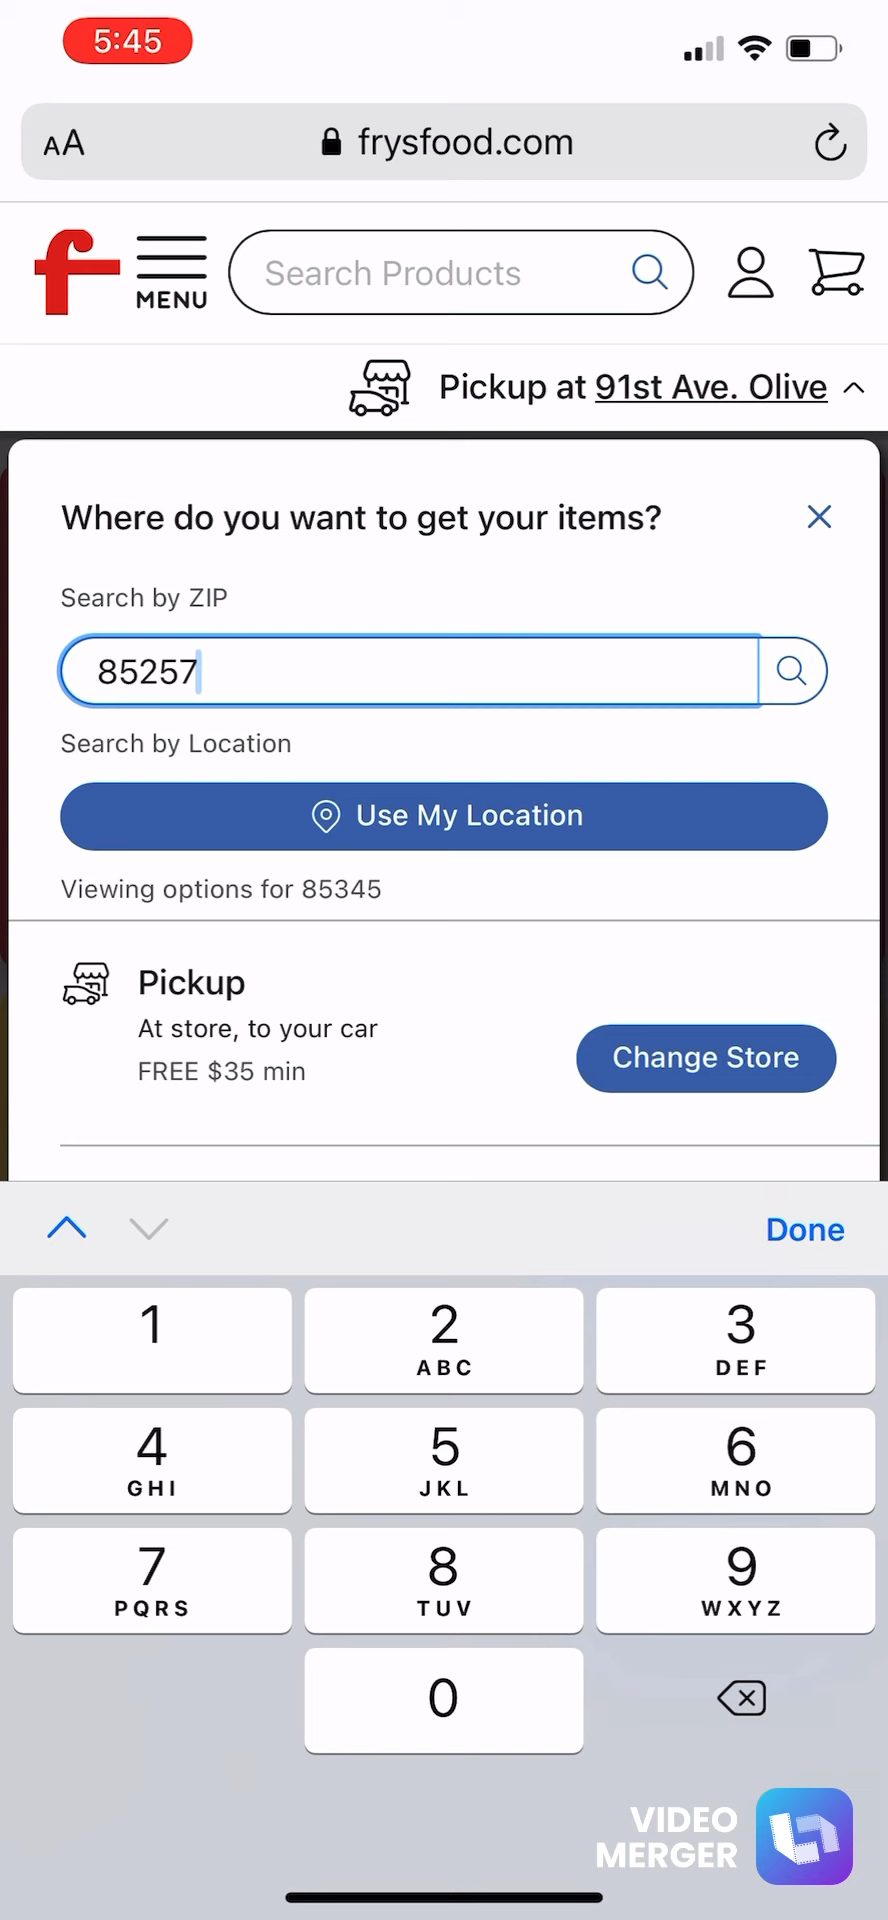 5:45
AA
frysfood.com
f
MENU
Search Products
Pickup at 91st Ave. Olive
Where do you want to get your items?
Search by ZIP
85257
Search by Location
Use My Location
Viewing options for 85345
Pickup
At store, to your car
FREE $35 min
Change Store
Done
1
2
ABC
3
DEF
4
GHI
5
JKL
6
MNO
7
PQRS
8
TUV
9
WXYZ
0
VIDEO
MERGER